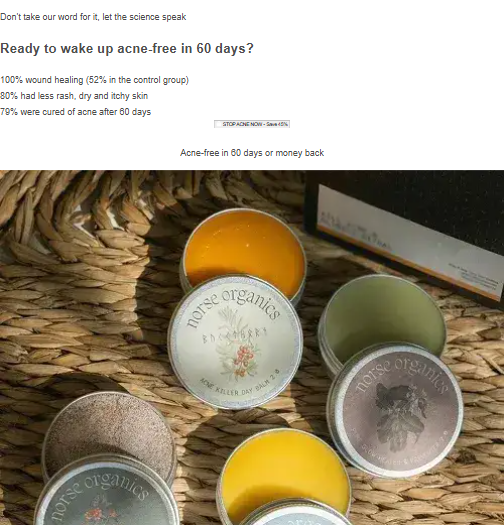 Don't take our word for it, let the science speak
Ready to wake up acne-free in 60 days?
100% wound healing (52% in the control group)
80% had less rash, dry and itchy skin
79% were cured of acne after 60 days
STOP ACNE NOW - Save 45%
Acne-free in 60 days or money back
norse organics
ACNE KILLER DAY BALM 2.0
norse organics
norse organics